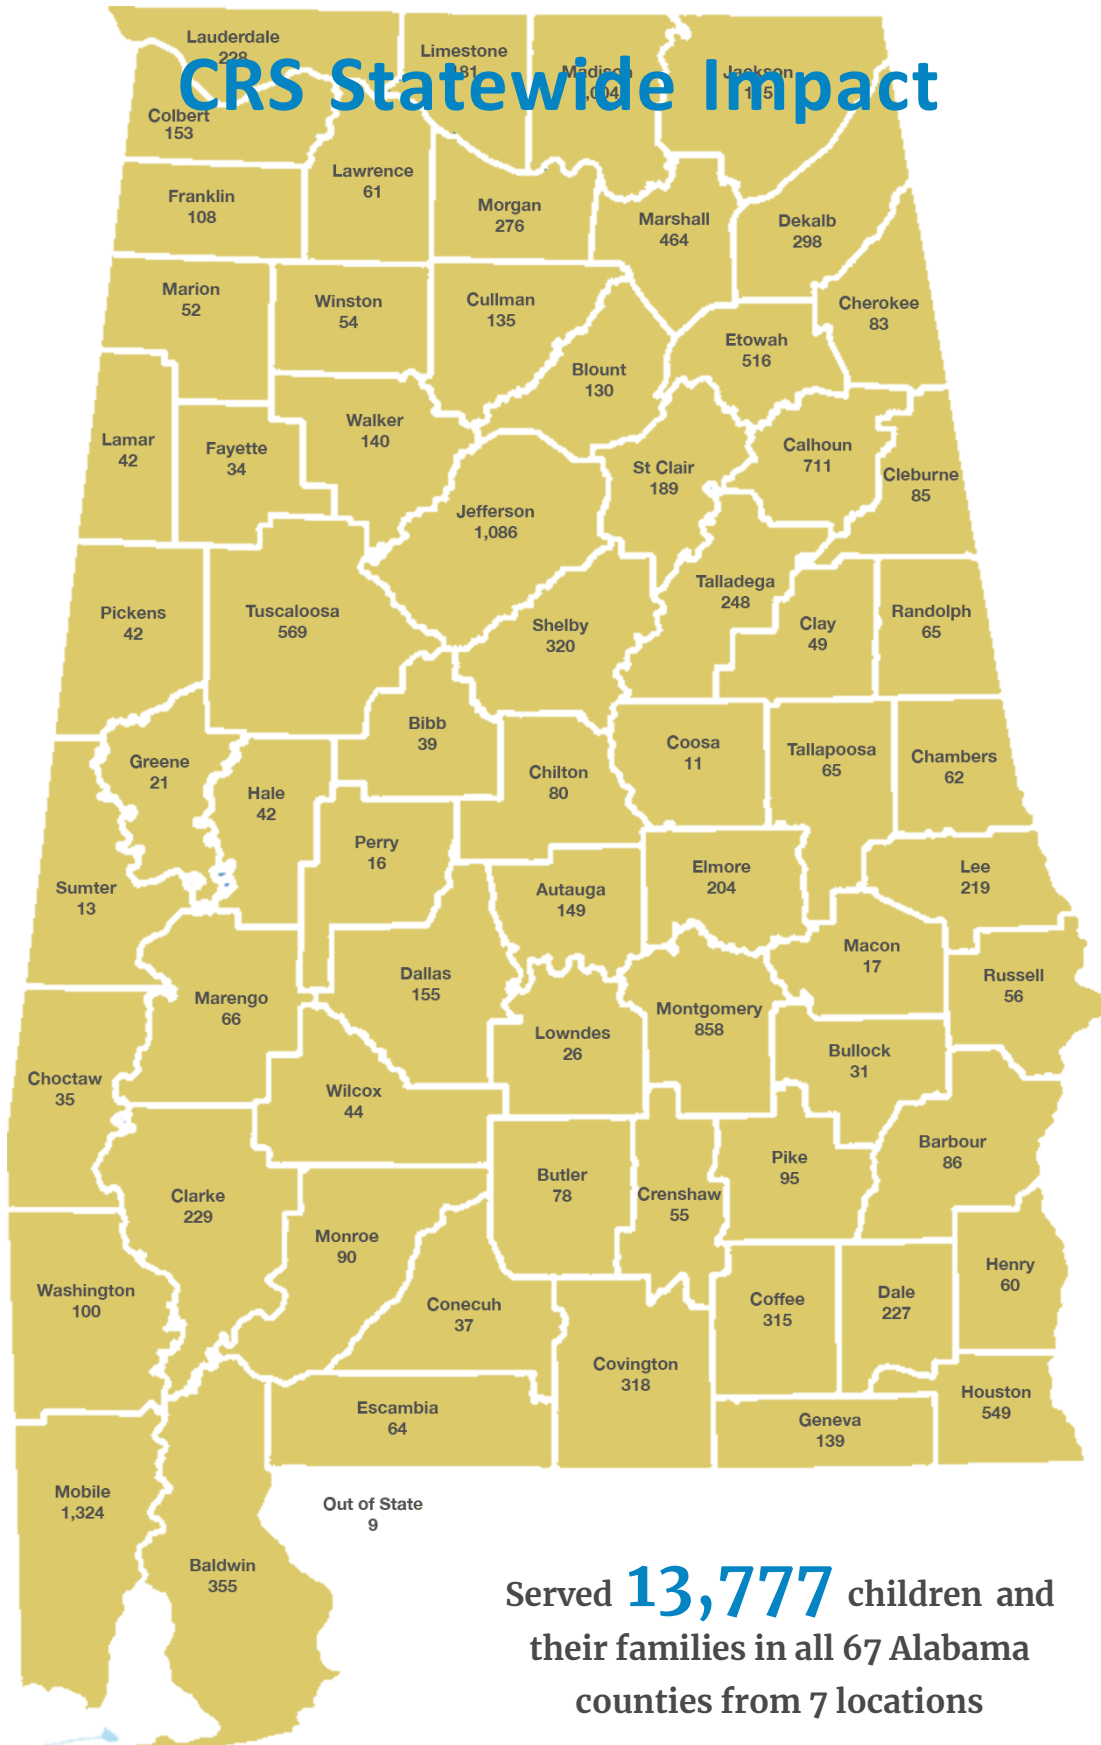 CRS Statewide Impact
Lauderdale
228
Limestone
Madison
Jackson
Colbert
153
Lawrence
61
Franklin
108
Morgan
276
Marshall
464
Dekalb
298
Marion
52
Winston
54
Cullman
135
Cherokee
83
Etowah
516
Blount
130
Walker
140
Lamar
42
Fayette
34
Calhoun
711
St Clair
189
Cleburne
85
Jefferson
1,086
Talladega
248
Pickens
42
Tuscaloosa
569
Shelby
320
Clay
49
Randolph
65
Bibb
39
Coosa
11
Tallapoosa
65
Chambers
62
Greene
21
Hale
42
Chilton
80
Perry
16
Elmore
204
Lee
219
Sumter
13
Autauga
149
Macon
17
Dallas
155
Russell
56
Marengo
66
Montgomery
858
Lowndes
26
Bullock
31
Choctaw
35
Wilcox
44
Barbour
86
Pike
95
Butler
78
Crenshaw
55
Clarke
229
Monroe
90
Henry
60
Washington
100
Conecuh
37
Coffee
315
Dale
227
Covington
318
Houston
549
Escambia
64
Geneva
139
Mobile
1,324
Out of State
9
Baldwin
355
Served 13,777 children and
their families in all 67 Alabama
counties from 7 locations